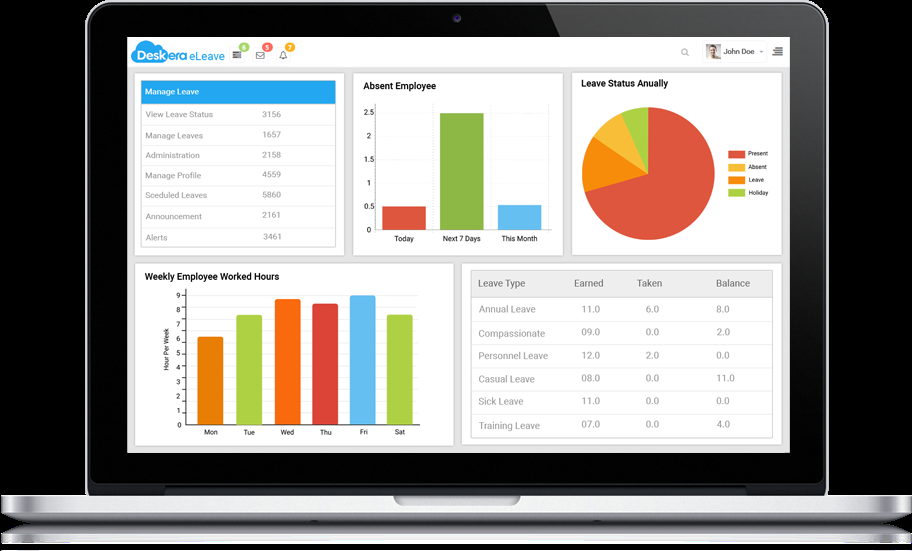 Deskera eLeave
6
5
7
John Doe
Manage Leave
View Leave Status 3156
Manage Leaves 1657
Administration 2158
Manage Profile 4559
Sceduled Leaves 5860
Announcement 2161
Alerts 3461
Absent Employee
2.5
2
1.5
1
0.5
0
Today Next 7 Days This Month
Leave Status Anually
Present
Absent
Leave
Holiday
Weekly Employee Worked Hours
Hour Per Week
9
8
7
6
5
4
3
2
1
0
Mon Tue Wed Thu Fri Sat
Leave Type Earned Taken Balance
Annual Leave 11.0 6.0 8.0
Compassionate 09.0 0.0 2.0
Personnel Leave 12.0 2.0 0.0
Casual Leave 08.0 0.0 11.0
Sick Leave 11.0 0.0 0.0
Training Leave 07.0 0.0 4.0